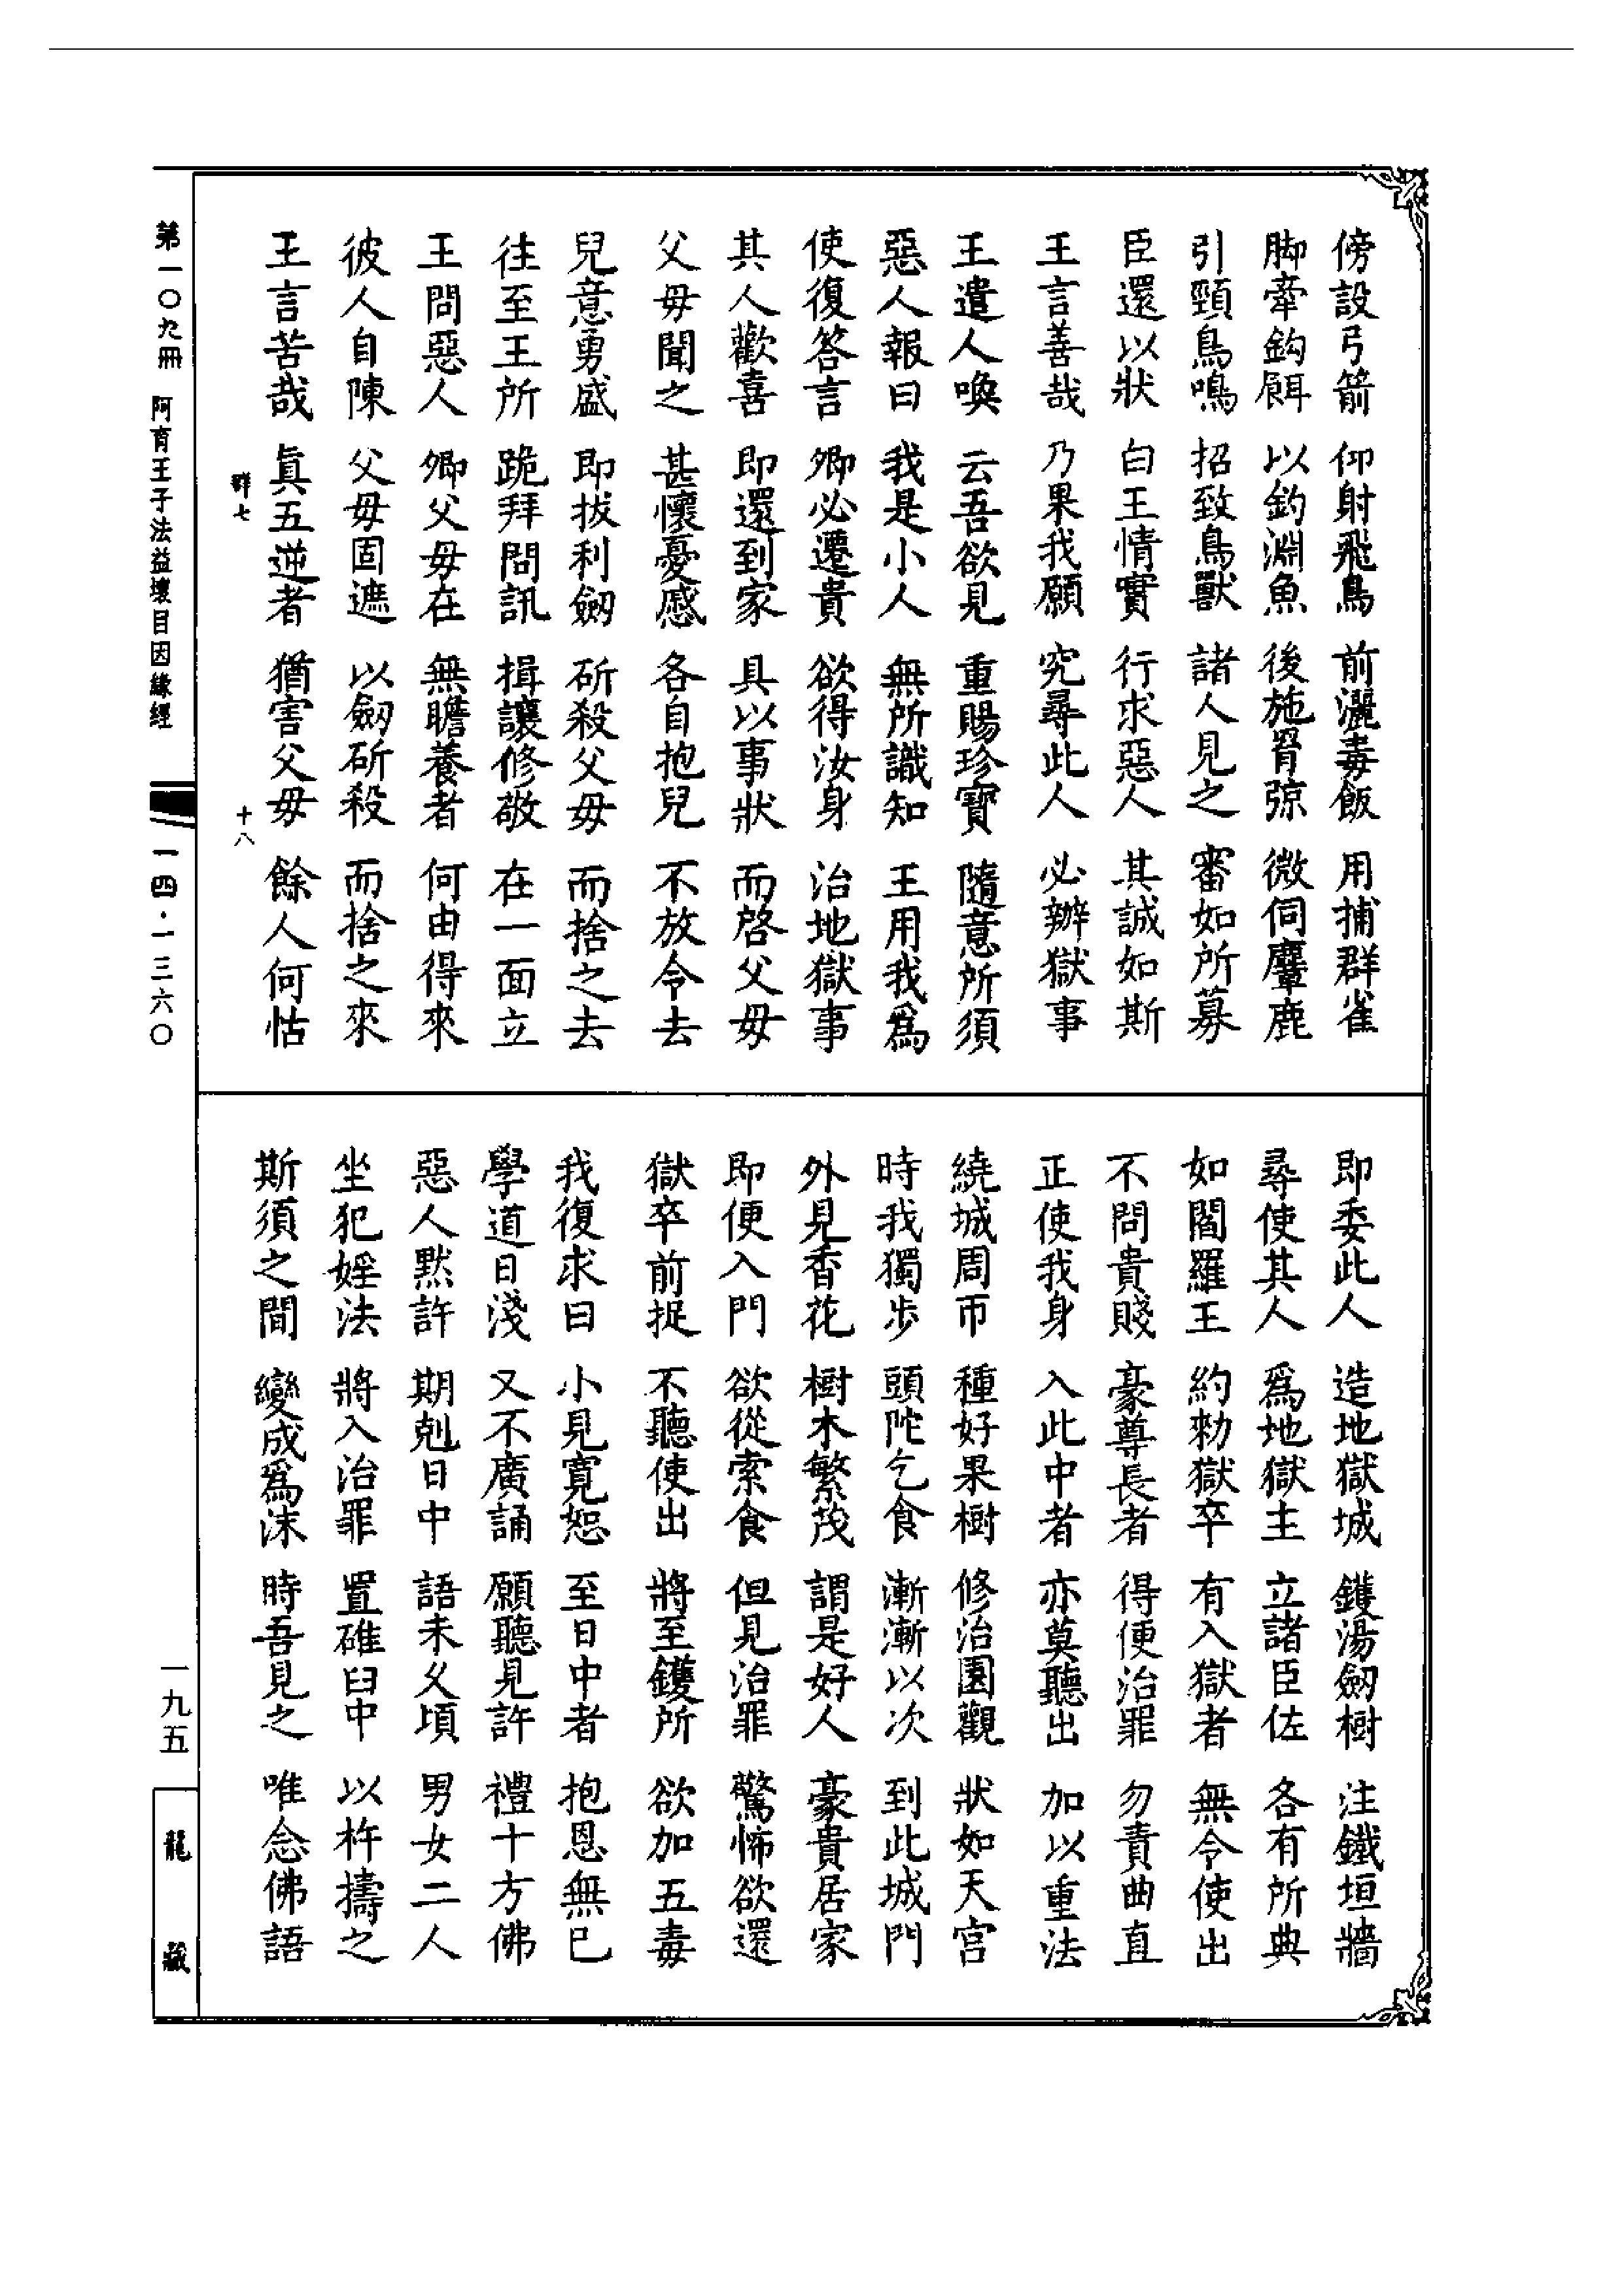 傍設弓箭　仰射飛鳥　前灑毒飯　用捕群雀
脚牽鈎餌　以釣淵魚　後施罥弶　微伺麞鹿
引頸鳥鳴　招致鳥獸　諸人見之　審如所募
臣還以狀　白王情實　行求惡人　其誠如斯
王言善哉　乃果我願　究尋此人　必辦獄事
王遣人喚　云吾欲見　重賜珍寶　隨意所須
惡人報曰　我是小人　無所識知　王用我爲
使復答言　卿必遷貴　欲得汝身　治地獄事
其人歡喜　即還到家　具以事狀　而啓父毋
父毋聞之　甚懷憂慼　各自抱兒　不放令去
兒意勇盛　即拔利劒　斫殺父毋　而捨之去
往至王所　跪拜問訊　揖讓修敬　在一面立
王問惡人　卿父毋在　無瞻養者　何由得來
彼人自陳　父毋固遮　以劒斫殺　而捨之來
王言苦哉　眞五逆者　猶害父毋　餘人何怙
群七　十八
即委此人　造地獄城　鑊湯劒樹　注鐵垣牆
尋使其人　爲地獄主　立諸臣佐　各有所典
如閻羅王　約勑獄卒　有入獄者　無令使出
不問貴賤　豪尊長者　得便治罪　勿責曲直
正使我身　入此中者　亦莫聽出　加以重法
繞城周帀　種好果樹　修治園觀　狀如天宫
時我獨步　頭陀乞食　漸漸以次　到此城門
外見香花　樹木繁茂　謂是好人　豪貴居家
即便入門　欲從索食　但見治罪　驚怖欲還
獄卒前捉　不聽使出　將至鑊所　欲加五毒
我復求曰　小見寛恕　至日中者　抱恩無已
學道日淺　又不廣誦　願聽見許　禮十方佛
惡人默許　期剋日中　語未久頃　男女二人
坐犯婬法　將入治罪　置碓臼中　以杵擣之
斯須之間　變成爲沫　時吾見之　唯念佛語
第一〇九冊　阿育王子法益壞目因緣經　一四·一三六〇　一九五
龍藏